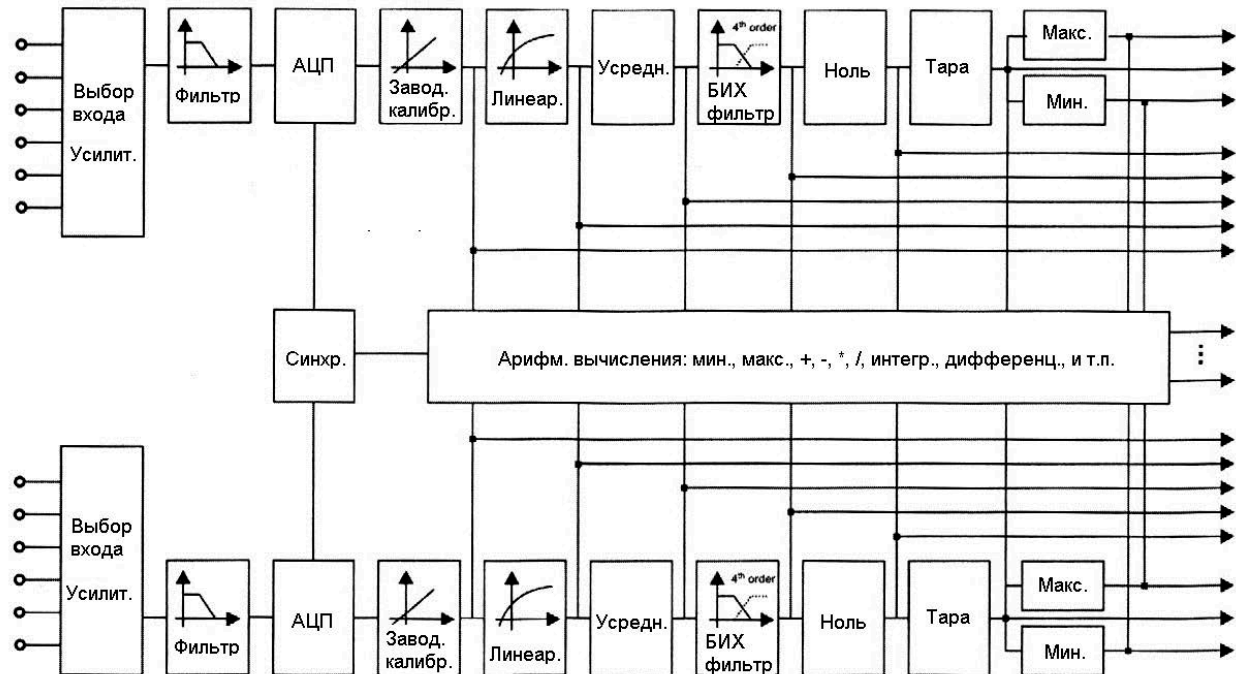 Выбор
входа
Усилит.
Фильтр
АЦП
Завод.
калибр.
Линеар.
Усредн.
4th order
БИХ
фильтр
Ноль
Тара
Макс.
Мин.
Синхр.
Арифм. вычисления: мин., макс., +, -, *, /, интегр., дифференц., и т.п.
Выбор
входа
Усилит.
Фильтр
АЦП
Завод.
калибр.
Линеар.
Усредн.
4th order
БИХ
фильтр
Ноль
Тара
Макс.
Мин.